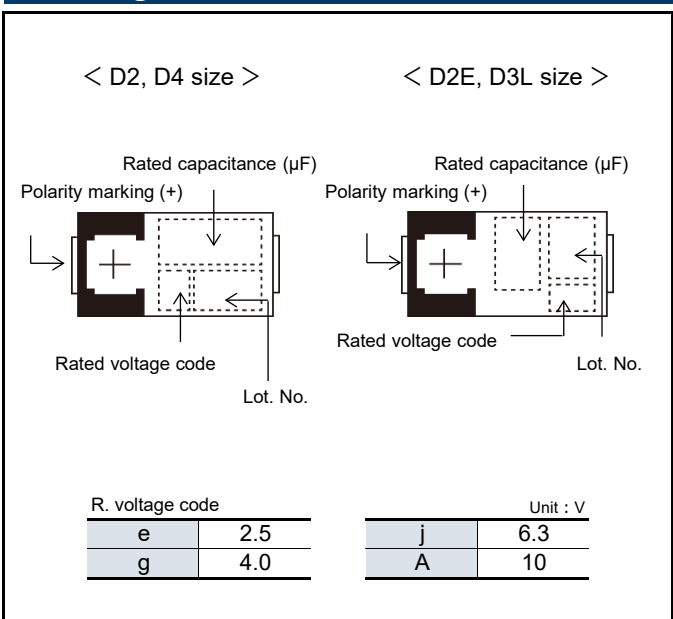 < D2, D4 size >
< D2E, D3L size >
Rated capacitance (µF)
Polarity marking (+)
Rated voltage code
Lot. No.
Rated capacitance (µF)
Polarity marking (+)
Rated voltage code
Lot. No.
R. voltage code
Unit : V
e 2.5
g 4.0
j 6.3
A 10